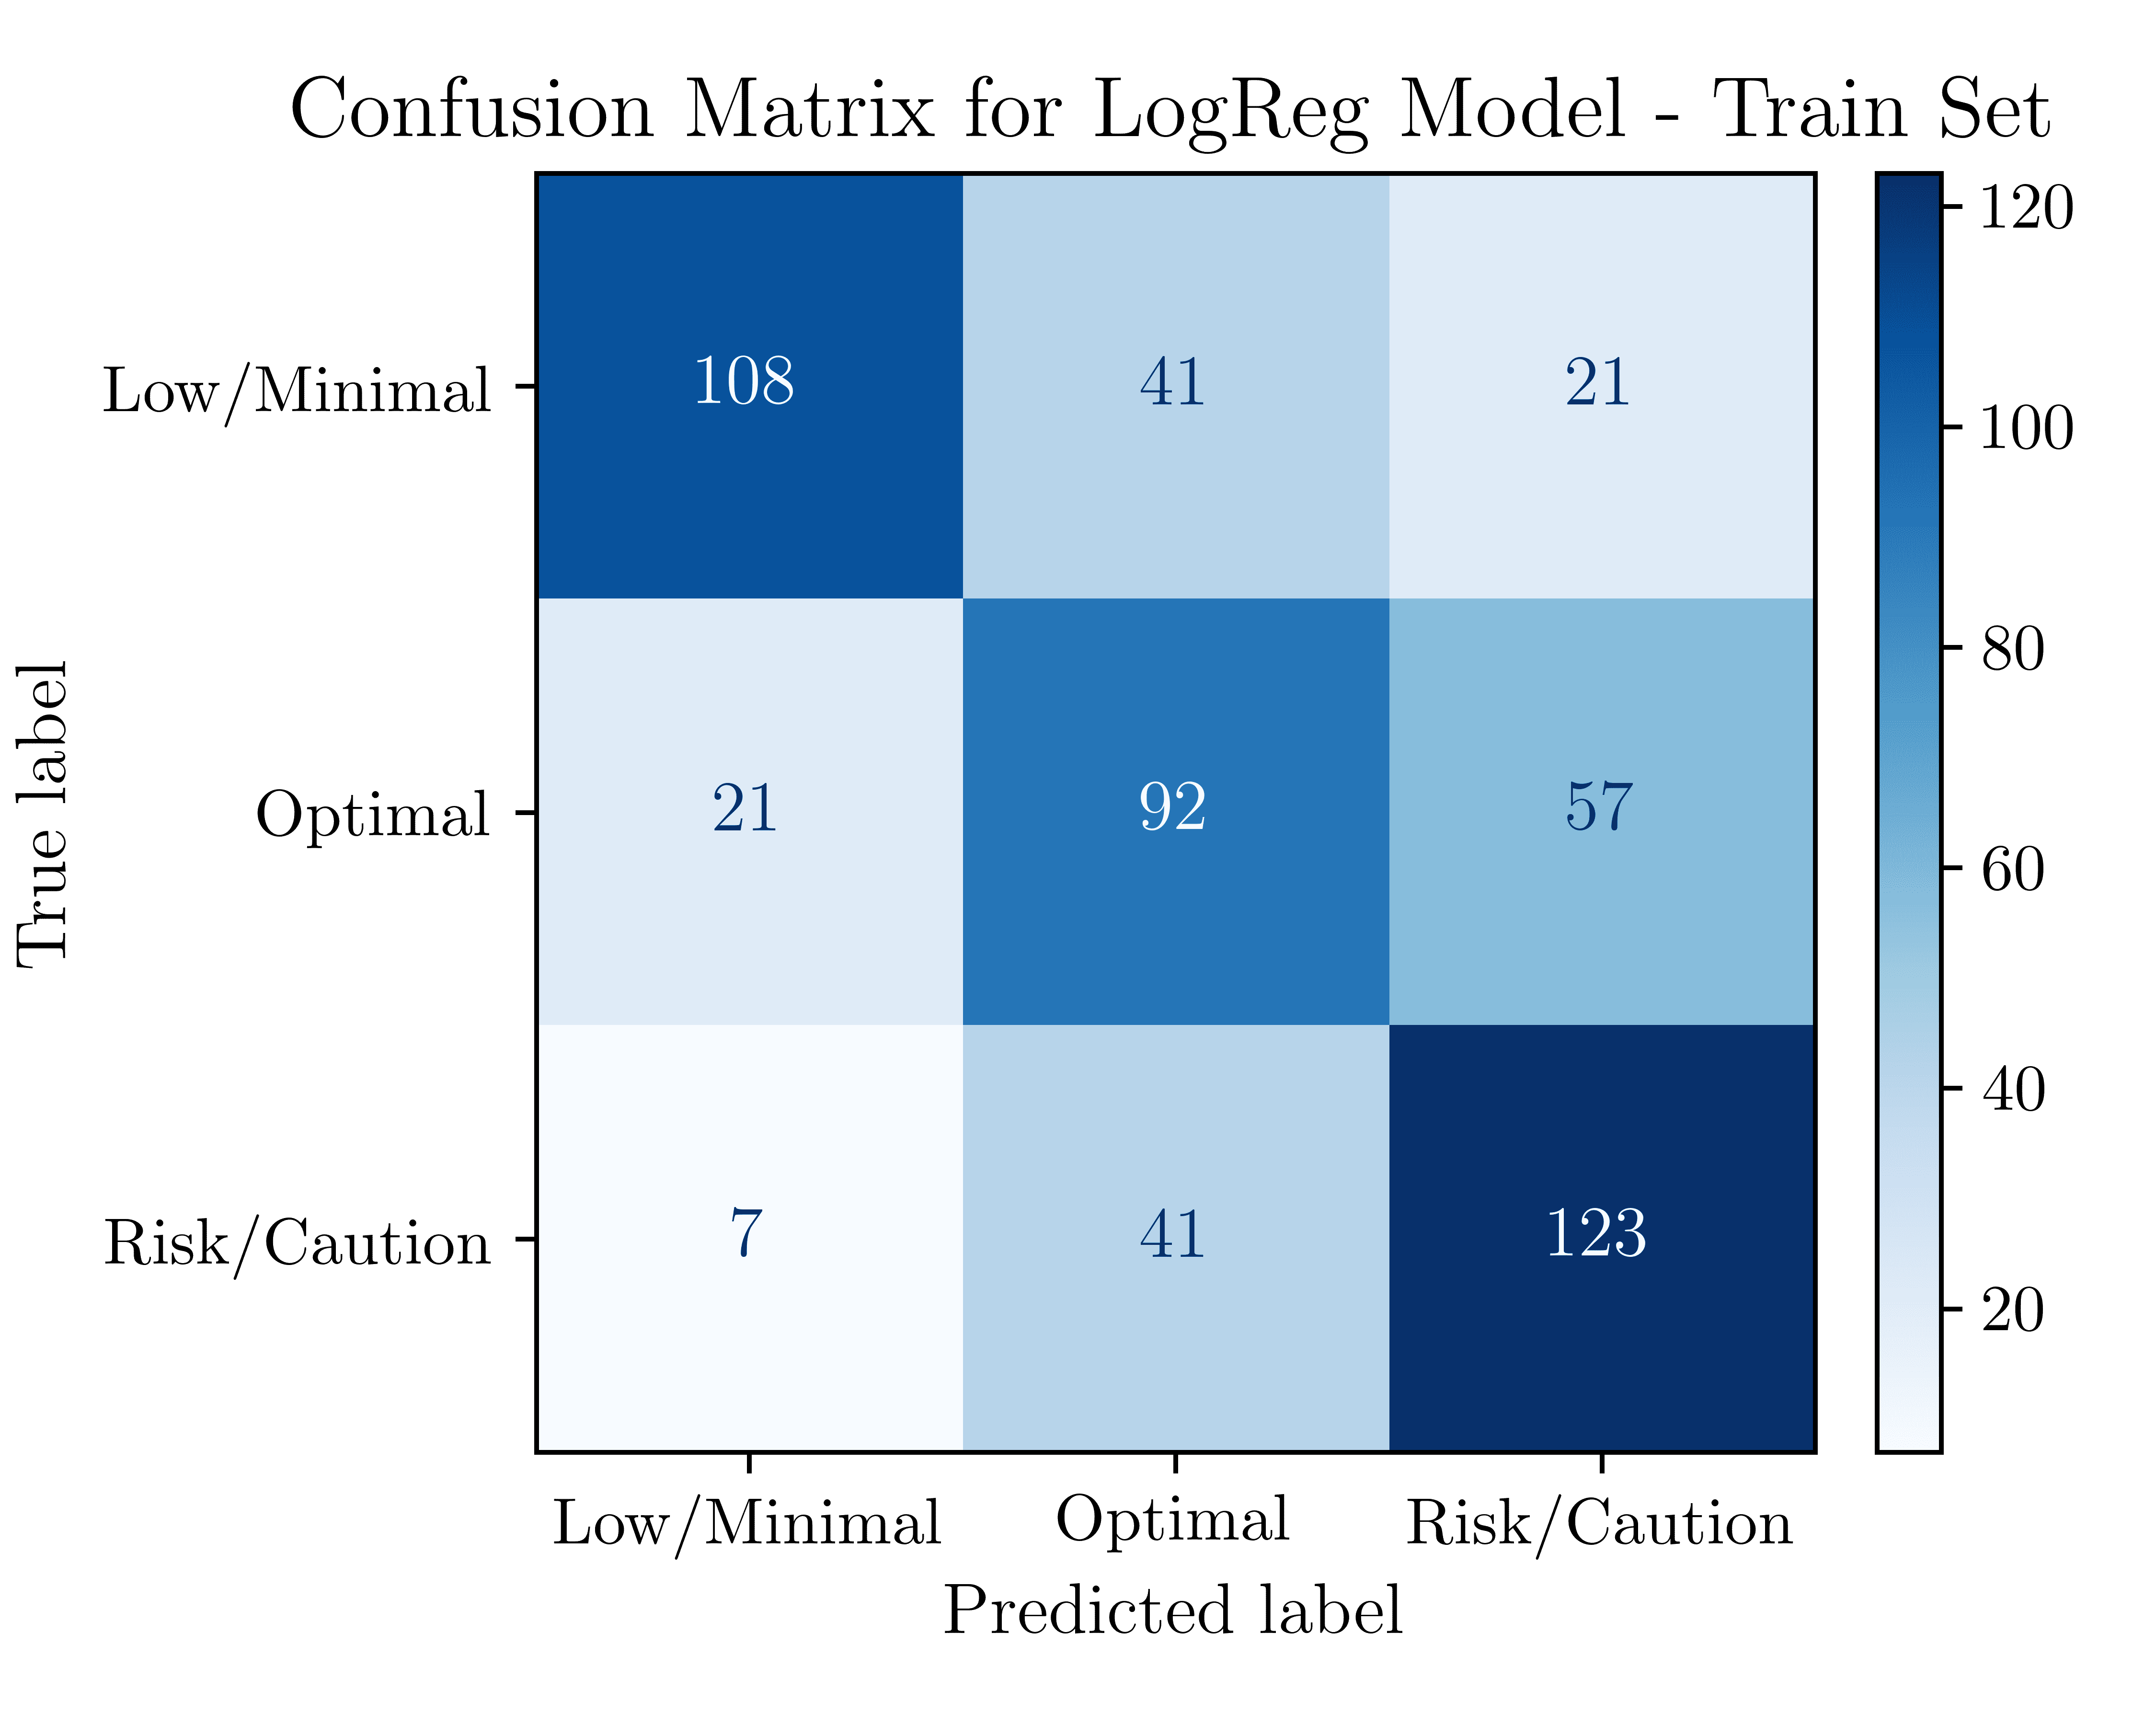 Confusion Matrix for LogReg Model - Train Set
True label
Low/Minimal 108 41 21
Optimal 21 92 57
Risk/Caution 7 41 123
Low/Minimal Optimal Risk/Caution
Predicted label
120
100
80
60
40
20